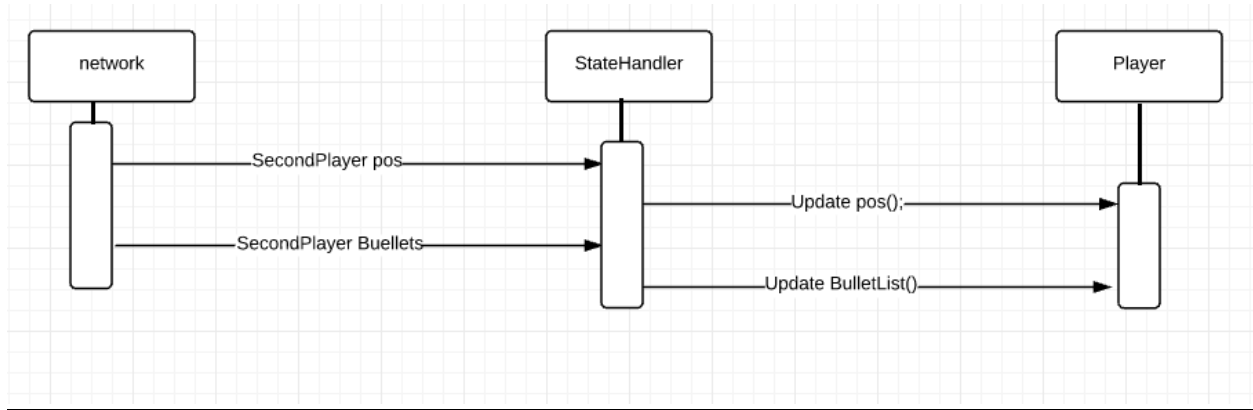 network
StateHandler
Player
SecondPlayer pos
Update pos();
SecondPlayer Buellets
Update BulletList()